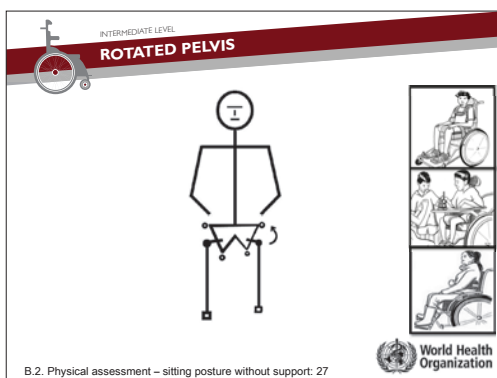 INTERMEDIATE LEVEL
ROTATED PELVIS
World Health
Organization
B.2. Physical assessment – sitting posture without support: 27